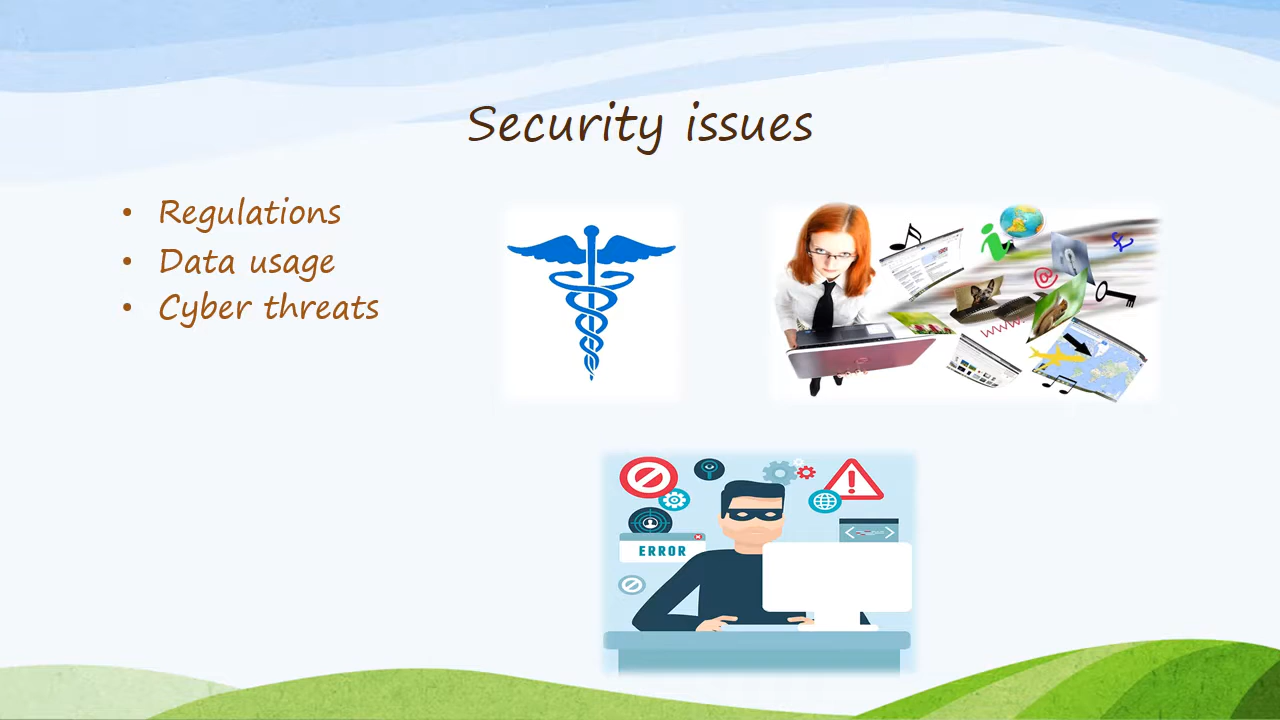 Security issues
• Regulations
• Data usage
• Cyber threats
ERROR